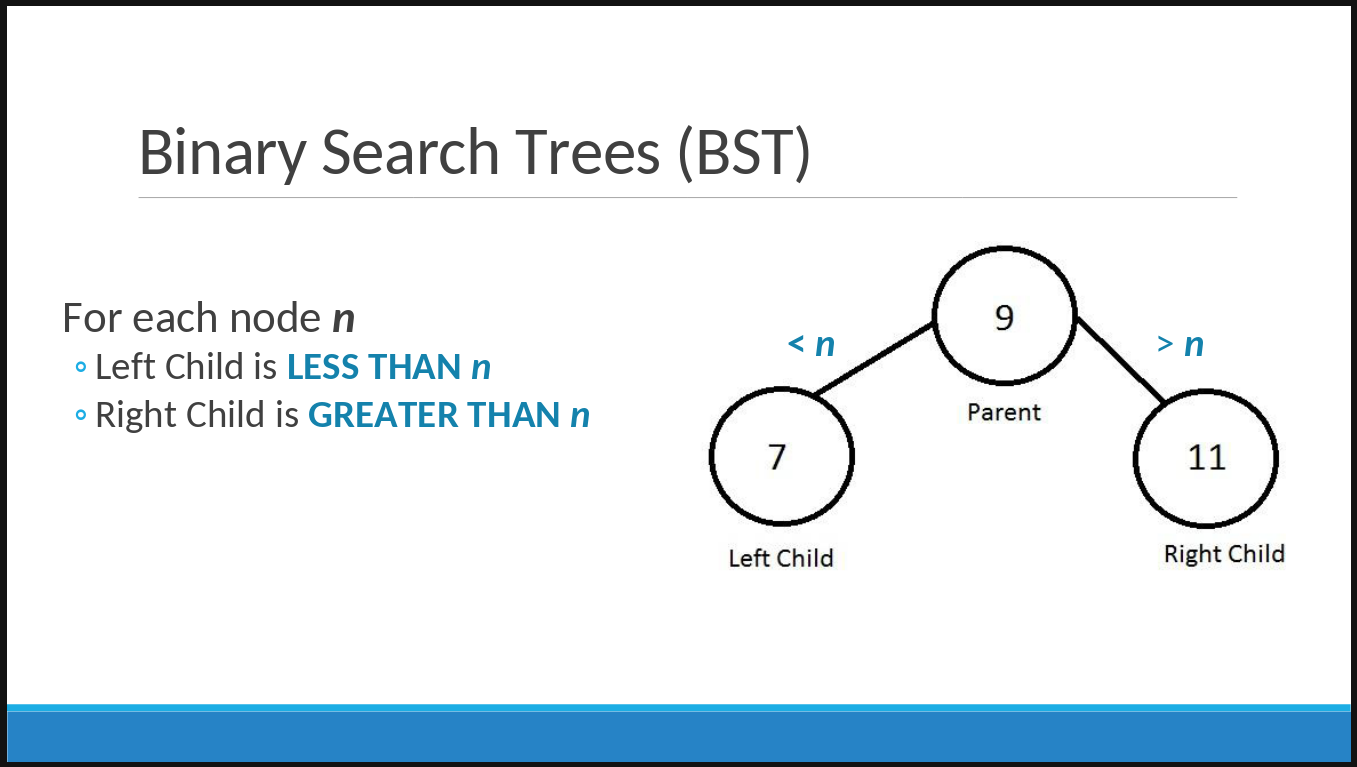 Binary Search Trees (BST)
For each node n
◦ Left Child is LESS THAN n
◦ Right Child is GREATER THAN n
9
< n
> n
Parent
7
11
Left Child
Right Child